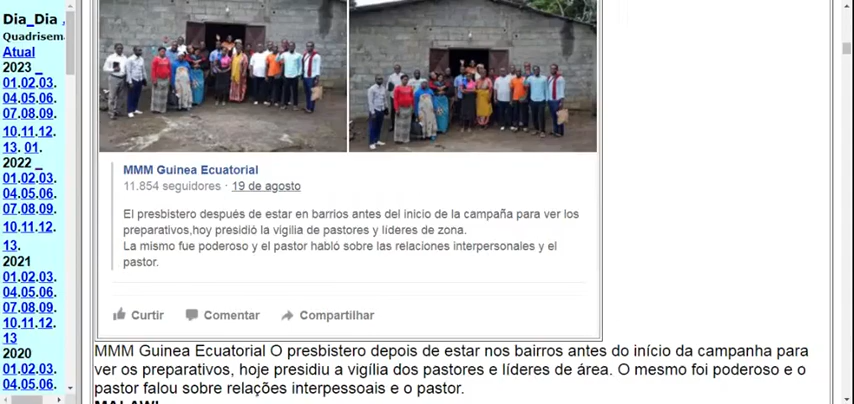 Dia_Dia
Quadrisem
Atual
2023 _
01.02.03.
04.05.06.
07.08.09.
10.11.12.
13. 01.
2022 _
01.02.03.
04.05.06.
07.08.09.
10.11.12.
13.
2021
01.02.03.
04.05.06.
07.08.09.
10.11.12.
13
2020
01.02.03.
04.05.06.
MMM Guinea Ecuatorial
11.854 seguidores · 19 de agosto
El presbistero después de estar en barrios antes del inicio de la campaña para ver los
preparativos,hoy presidió la vigilia de pastores y líderes de zona.
La mismo fue poderoso y el pastor habló sobre las relaciones interpersonales y el
pastor.
Curtir Comentar Compartilhar
MMM Guinea Ecuatorial O presbistero depois de estar nos bairros antes do início da campanha para
ver os preparativos, hoje presidiu a vigília dos pastores e líderes de área. O mesmo foi poderoso e o
pastor falou sobre relações interpessoais e o pastor.
MALAWI